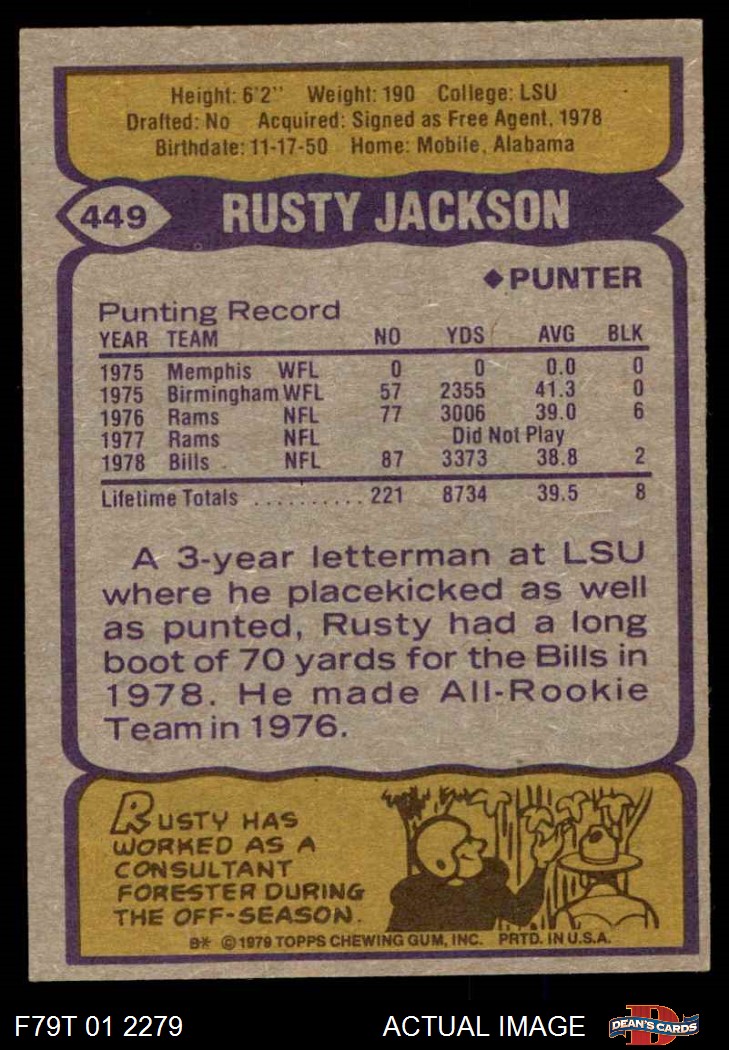 Height: 6'2" Weight: 190 College: LSU
Drafted: No Acquired: Signed as Free Agent, 1978
Birthdate: 11-17-50 Home: Mobile, Alabama
449 RUSTY JACKSON
◆PUNTER
Punting Record
YEAR TEAM NO YDS AVG BLK
1975 Memphis WFL 0 0 0.0 0
1975 Birmingham WFL 57 2355 41.3 0
1976 Rams NFL 77 3006 39.0 6
1977 Rams NFL Did Not Play
1978 Bills NFL 87 3373 38.8 2
Lifetime Totals .......... 221 8734 39.5 8
A 3-year letterman at LSU
where he placekicked as well
as punted, Rusty had a long
boot of 70 yards for the Bills in
1978. He made All-Rookie
Team in 1976.
RUSTY HAS
WORKED AS A
CONSULTANT
FORESTER DURING
THE OFF-SEASON.
B* © 1979 TOPPS CHEWING GUM, INC. PRTD. IN U.S.A.
F79T 01 2279 ACTUAL IMAGE D DEAN'S CARDS